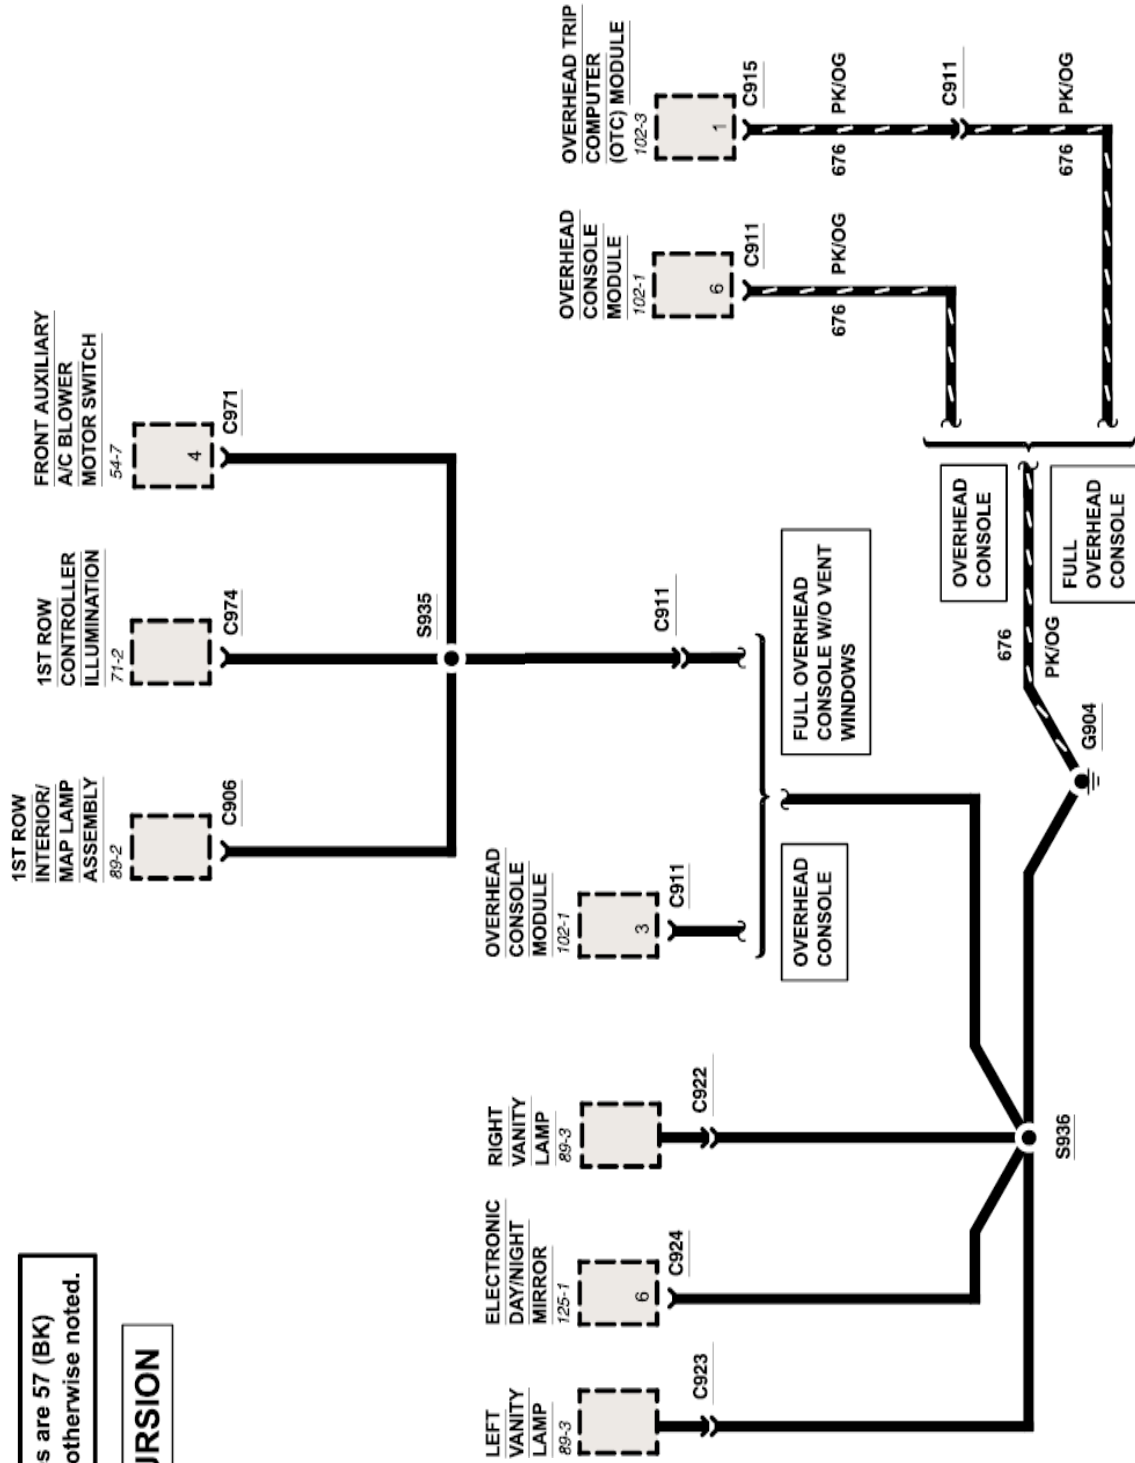 s are 57 (BK)
otherwise noted.
URSION
1ST ROW
INTERIOR/
MAP LAMP
ASSEMBLY
89-2
C906
1ST ROW
CONTROLLER
ILLUMINATION
71-2
C974
FRONT AUXILIARY
A/C BLOWER
MOTOR SWITCH
54-7
4
C971
S935
C911
LEFT
VANITY
LAMP
89-3
C923
ELECTRONIC
DAY/NIGHT
MIRROR
125-1
6
C924
RIGHT
VANITY
LAMP
89-3
C922
OVERHEAD
CONSOLE
MODULE
102-1
3
C911
OVERHEAD
CONSOLE
FULL OVERHEAD
CONSOLE W/O VENT
WINDOWS
OVERHEAD
CONSOLE
MODULE
102-1
6
C911
676
PK/OG
OVERHEAD TRIP
COMPUTER
(OTC) MODULE
102-3
1
C915
676
PK/OG
C911
676
PK/OG
OVERHEAD
CONSOLE
FULL
OVERHEAD
CONSOLE
676
PK/OG
G904
S936